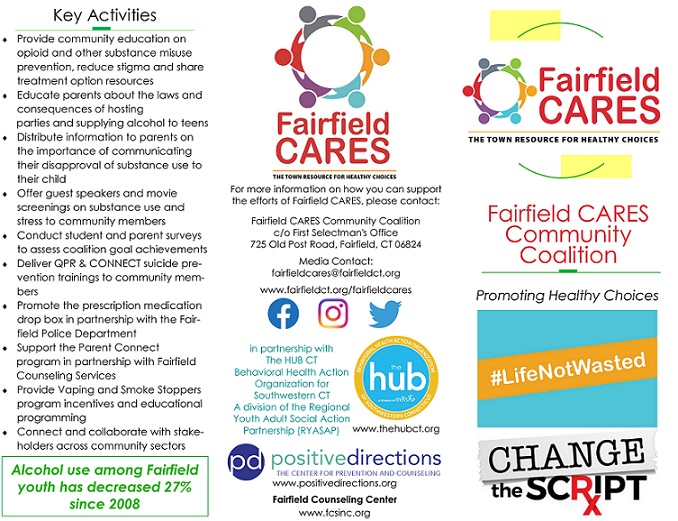 Key Activities
Provide community education on
opioid and other substance misuse
prevention, reduce stigma and share
treatment option resources
Educate parents about the laws and
consequences of hosting
parties and supplying alcohol to teens
Distribute information to parents on
the importance of communicating
their disapproval of substance use to
their child
Offer guest speakers and movie
screenings on substance use and
stress to community members
Conduct student and parent surveys
to assess coalition goal achievements
Deliver QPR & CONNECT suicide pre-
vention trainings to community mem-
bers
Promote the prescription medication
drop box in partnership with the Fair-
field Police Department
Support the Parent Connect
program in partnership with Fairfield
Counseling Services
Provide Vaping and Smoke Stoppers
program incentives and educational
programming
Connect and collaborate with stake-
holders across community sectors
Alcohol use among Fairfield
youth has decreased 27%
since 2008
Fairfield
CARES
THE TOWN RESOURCE FOR HEALTHY CHOICES
For more information on how you can support
the efforts of Fairfield CARES, please contact:
Fairfield CARES Community Coalition
c/o First Selectman's Office
725 Old Post Road, Fairfield, CT 06824
Media Contact:
fairfieldcares@fairfieldct.org
www.fairfieldct.org/fairfieldcares
in partnership with
The HUB CT
Behavioral Health Action
Organization for
Southwestern CT
A division of the Regional
Youth Adult Social Action
Partnership (RYASAP)
BEHAVIORAL HEALTH ACTION ORGANIZATION
OF SOUTHWESTERN CONNECTICUT
the
hub
www.thehubct.org
pd positivedirections
THE CENTER FOR PREVENTION AND COUNSELING
www.positivedirections.org
Fairfield Counseling Center
www.fcsinc.org
Fairfield
CARES
THE TOWN RESOURCE FOR HEALTHY CHOICES
Fairfield CARES
Community
Coalition
Promoting Healthy Choices
#LifeNotWasted
CHANGE
the SCRIPT